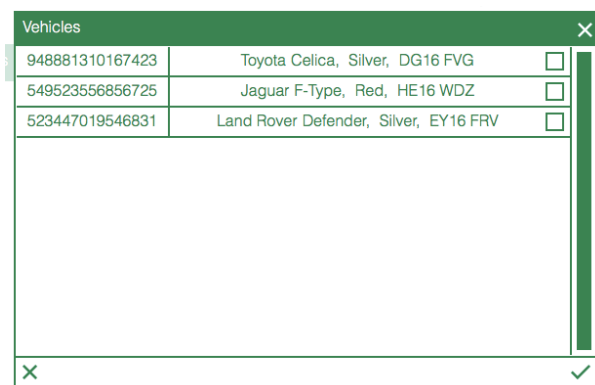 Vehicles
948881310167423 Toyota Celica, Silver, DG16 FVG
549523556856725 Jaguar F-Type, Red, HE16 WDZ
523447019546831 Land Rover Defender, Silver, EY16 FRV